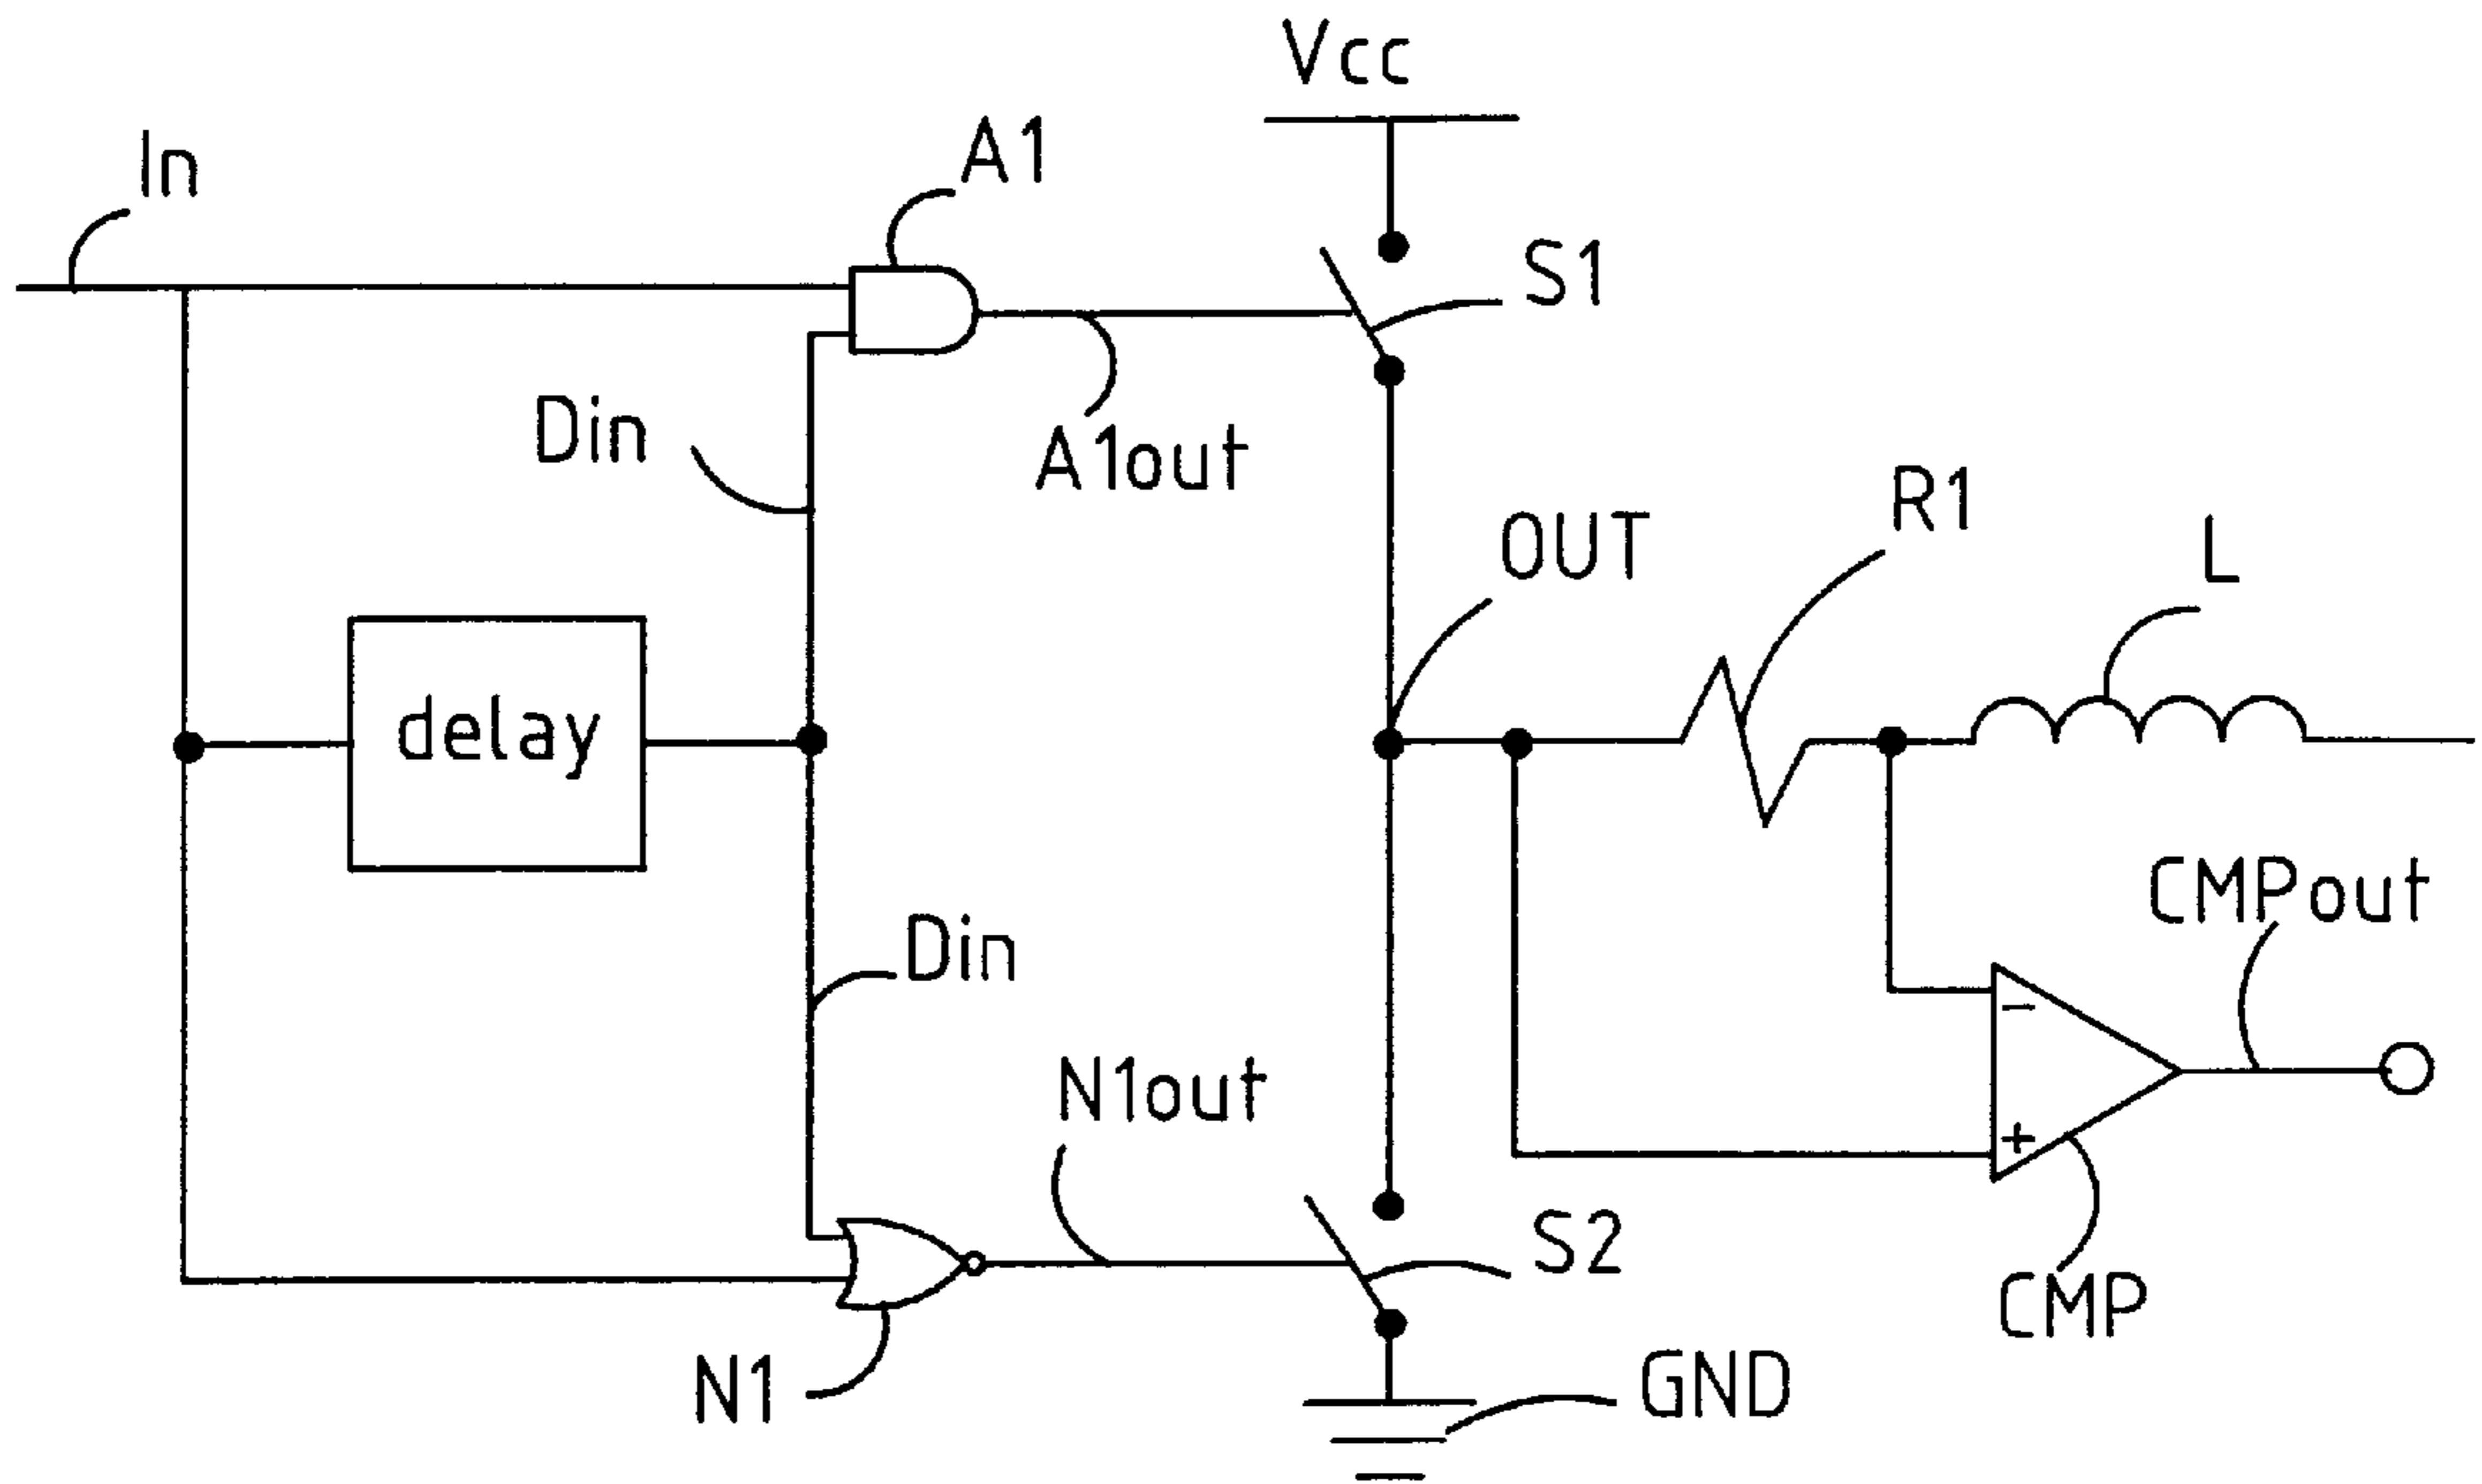 Vcc
In
A1
S1
Din
A1out
R1
OUT
L
delay
CMPout
Din
−
N1out
+
S2
CMP
N1
GND